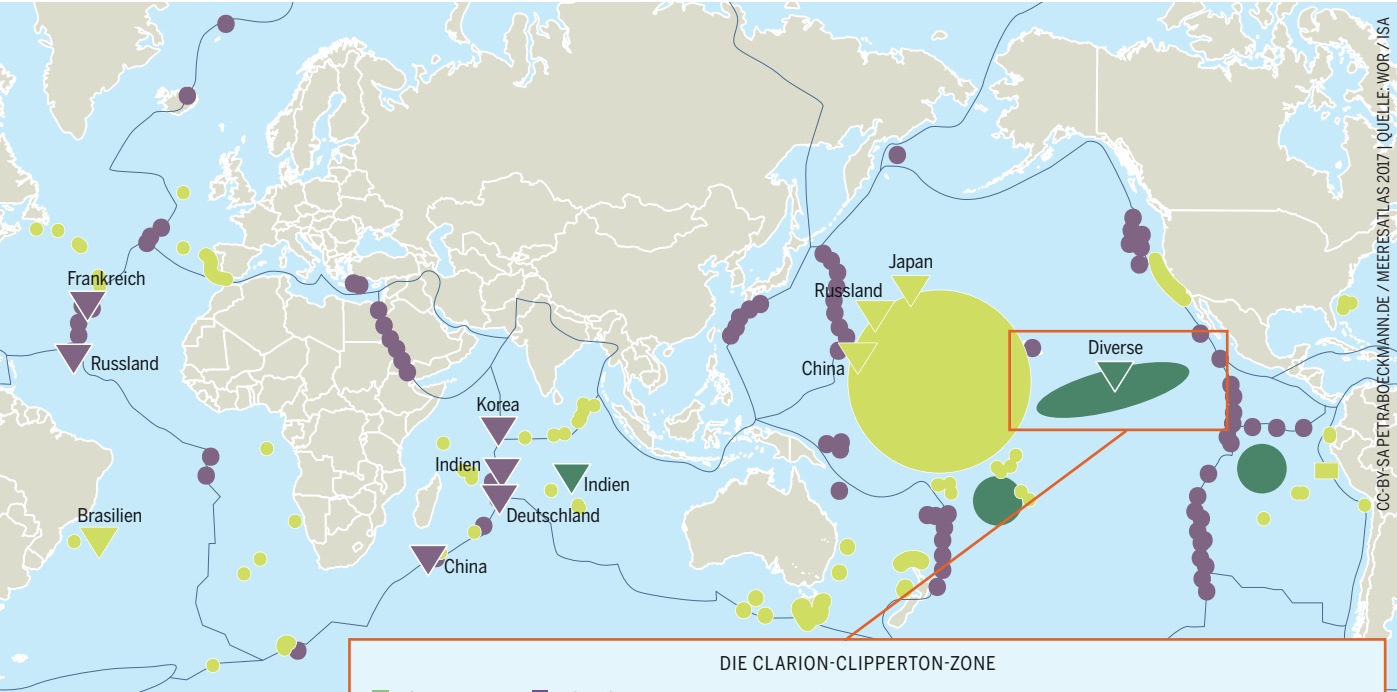 Frankreich
Russland
Brasilien
Korea
Indien
Indien
Deutschland
China
Japan
Russland
China
Diverse
DIE CLARION-CLIPPERTON-ZONE
CC-BY-SA PETRABOECKMANN.DE / MEERESATLAS 2017 | QUELLE: WOR / ISA